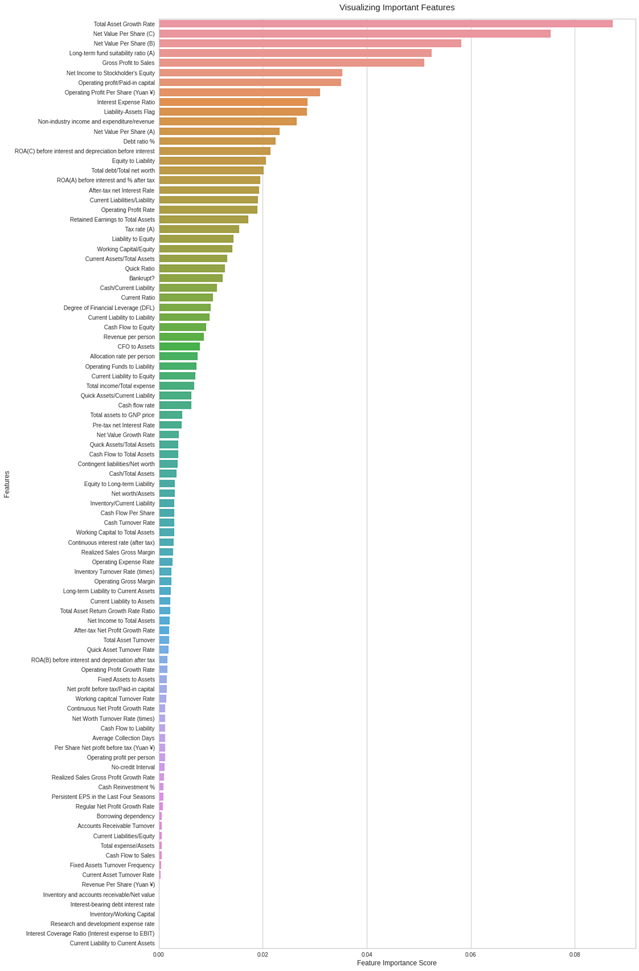 Visualizing Important Features
Total Asset Growth Rate
Net Value Per Share (C)
Net Value Per Share (B)
Long-term fund suitability ratio (A)
Gross Profit to Sales
Net Income to Stockholder's Equity
Operating profit/Paid-in capital
Operating Profit Per Share (Yuan ¥)
Interest Expense Ratio
Liability-Assets Flag
Non-industry income and expenditure/revenue
Net Value Per Share (A)
Debt ratio %
ROA(C) before interest and depreciation before interest
Equity to Liability
Total debt/Total net worth
ROA(A) before interest and % after tax
After-tax net Interest Rate
Current Liabilities/Liability
Operating Profit Rate
Retained Earnings to Total Assets
Tax rate (A)
Liability to Equity
Working Capital/Equity
Current Assets/Total Assets
Quick Ratio
Bankrupt?
Cash/Current Liability
Current Ratio
Degree of Financial Leverage (DFL)
Current Liability to Liability
Cash Flow to Equity
Revenue per person
CFO to Assets
Allocation rate per person
Operating Funds to Liability
Current Liability to Equity
Total income/Total expense
Quick Assets/Current Liability
Cash flow rate
Total assets to GNP price
Pre-tax net Interest Rate
Net Value Growth Rate
Quick Assets/Total Assets
Cash Flow to Total Assets
Contingent liabilities/Net worth
Cash/Total Assets
Equity to Long-term Liability
Net worth/Assets
Inventory/Current Liability
Cash Flow Per Share
Cash Turnover Rate
Working Capital to Total Assets
Continuous interest rate (after tax)
Realized Sales Gross Margin
Operating Expense Rate
Inventory Turnover Rate (times)
Operating Gross Margin
Long-term Liability to Current Assets
Current Liability to Assets
Total Asset Return Growth Rate Ratio
Net Income to Total Assets
After-tax Net Profit Growth Rate
Total Asset Turnover
Quick Asset Turnover Rate
ROA(B) before interest and depreciation after tax
Operating Profit Growth Rate
Fixed Assets to Assets
Net profit before tax/Paid-in capital
Working capitcal Turnover Rate
Continuous Net Profit Growth Rate
Net Worth Turnover Rate (times)
Cash Flow to Liability
Average Collection Days
Per Share Net profit before tax (Yuan ¥)
Operating profit per person
No-credit Interval
Realized Sales Gross Profit Growth Rate
Cash Reinvestment %
Persistent EPS in the Last Four Seasons
Regular Net Profit Growth Rate
Borrowing dependency
Accounts Receivable Turnover
Current Liabilities/Equity
Total expense/Assets
Cash Flow to Sales
Fixed Assets Turnover Frequency
Current Asset Turnover Rate
Revenue Per Share (Yuan ¥)
Inventory and accounts receivable/Net value
Interest-bearing debt interest rate
Inventory/Working Capital
Research and development expense rate
Interest Coverage Ratio (Interest expense to EBIT)
Current Liability to Current Assets
Features
0.00 0.02 0.04 0.06 0.08
Feature Importance Score